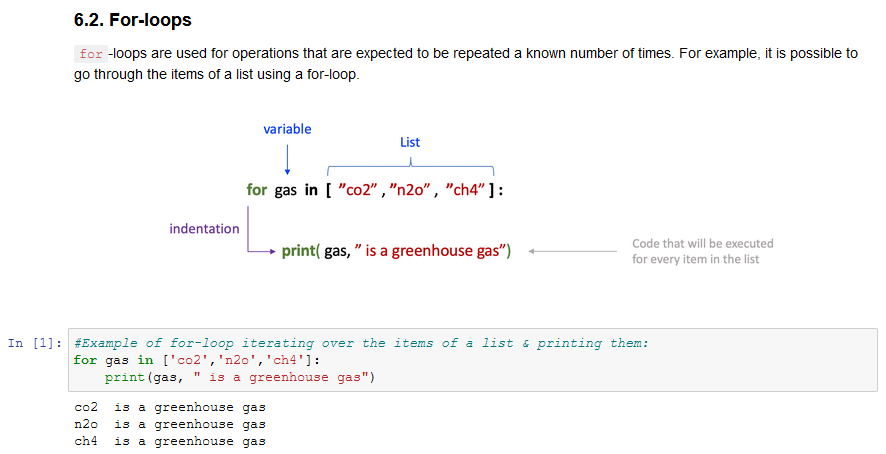 6.2. For-loops
for -loops are used for operations that are expected to be repeated a known number of times. For example, it is possible to
go through the items of a list using a for-loop.
variable
List
for gas in [ ”co2” , ”n2o” , ”ch4” ] :
indentation
print( gas, ” is a greenhouse gas”)
Code that will be executed
for every item in the list
In [1]: #Example of for-loop iterating over the items of a list & printing them:
for gas in ['co2','n2o','ch4']:
    print(gas, " is a greenhouse gas")
co2  is a greenhouse gas
n2o  is a greenhouse gas
ch4  is a greenhouse gas